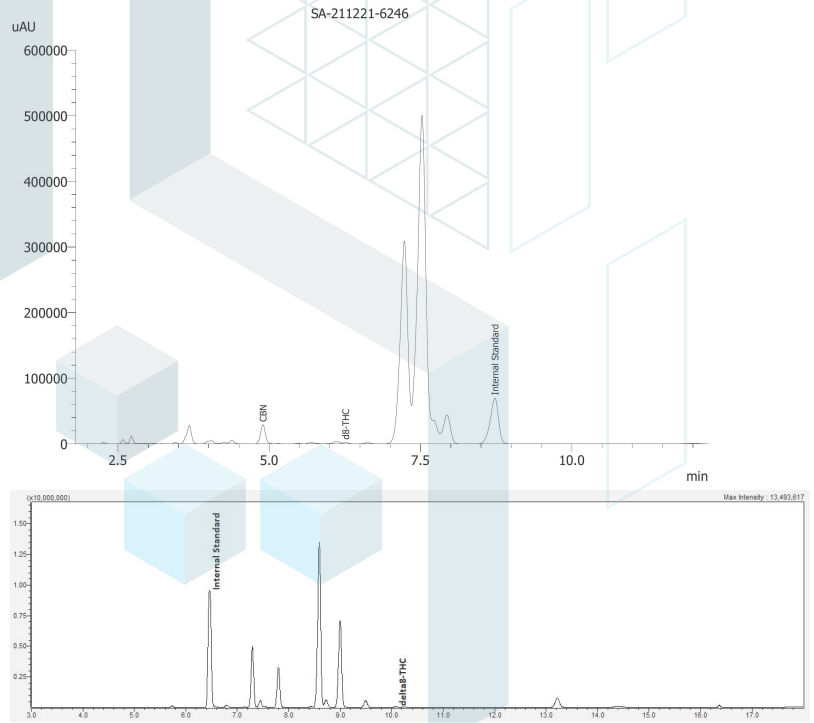 SA-211221-6246
uAU
600000
500000
400000
300000
200000
100000
0
CBN
d8-THC
Internal Standard
2.5 5.0 7.5 10.0
min
(x10,000,000) Max Intensity : 13,493,617
1.50
1.25
1.00
0.75
0.50
0.25
Internal Standard
delta8-THC
3.0 4.0 5.0 6.0 7.0 8.0 9.0 10.0 11.0 12.0 13.0 14.0 15.0 16.0 17.0